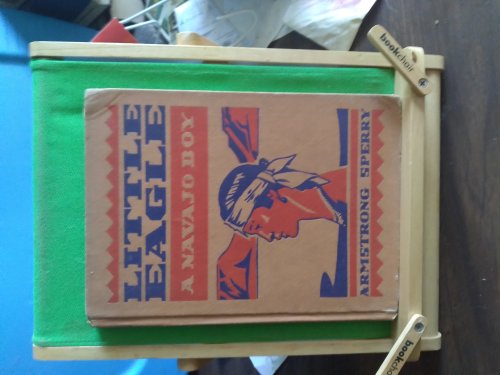 LITTLE
EAGLE
A NAVAJO BOY
ARMSTRONG SPERRY
bookchair
bookchair